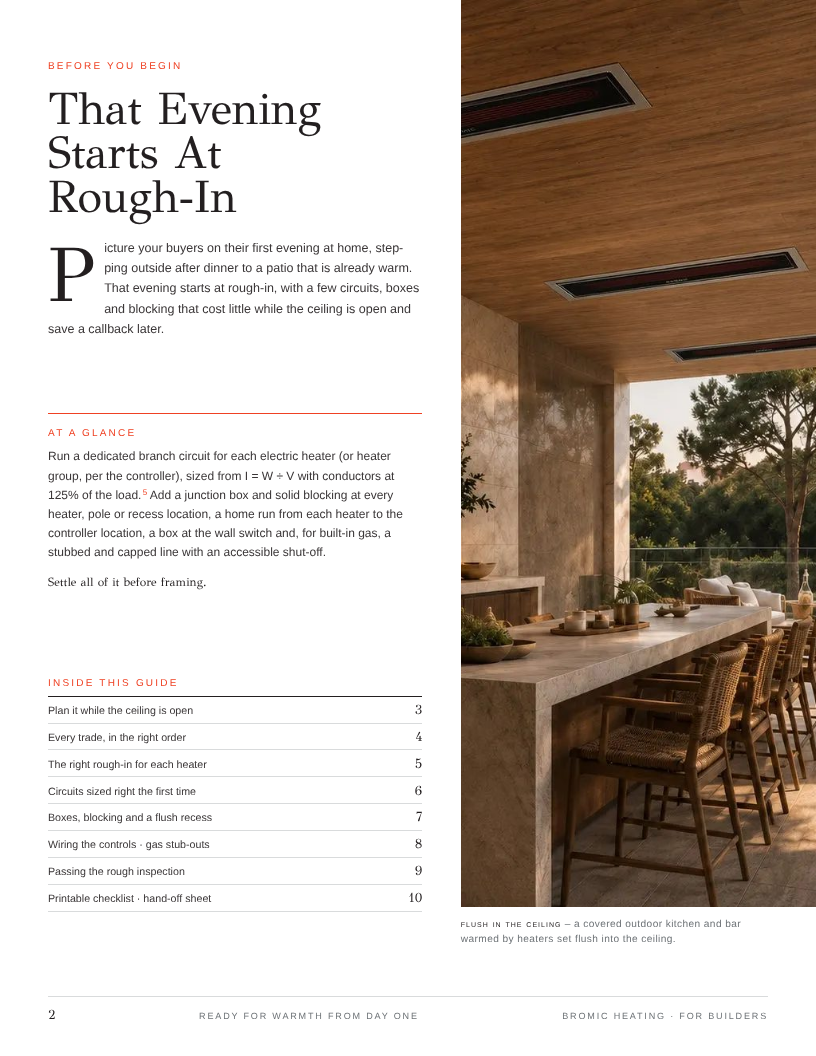 BEFORE YOU BEGIN
That Evening
Starts At
Rough-In
Picture your buyers on their first evening at home, step-
ping outside after dinner to a patio that is already warm.
That evening starts at rough-in, with a few circuits, boxes
and blocking that cost little while the ceiling is open and
save a callback later.
AT A GLANCE
Run a dedicated branch circuit for each electric heater (or heater
group, per the controller), sized from I = W ÷ V with conductors at
125% of the load.5 Add a junction box and solid blocking at every
heater, pole or recess location, a home run from each heater to the
controller location, a box at the wall switch and, for built-in gas, a
stubbed and capped line with an accessible shut-off.
Settle all of it before framing.
INSIDE THIS GUIDE
Plan it while the ceiling is open 3
Every trade, in the right order 4
The right rough-in for each heater 5
Circuits sized right the first time 6
Boxes, blocking and a flush recess 7
Wiring the controls · gas stub-outs 8
Passing the rough inspection 9
Printable checklist · hand-off sheet 10
FLUSH IN THE CEILING – a covered outdoor kitchen and bar
warmed by heaters set flush into the ceiling.
2 READY FOR WARMTH FROM DAY ONE BROMIC HEATING · FOR BUILDERS